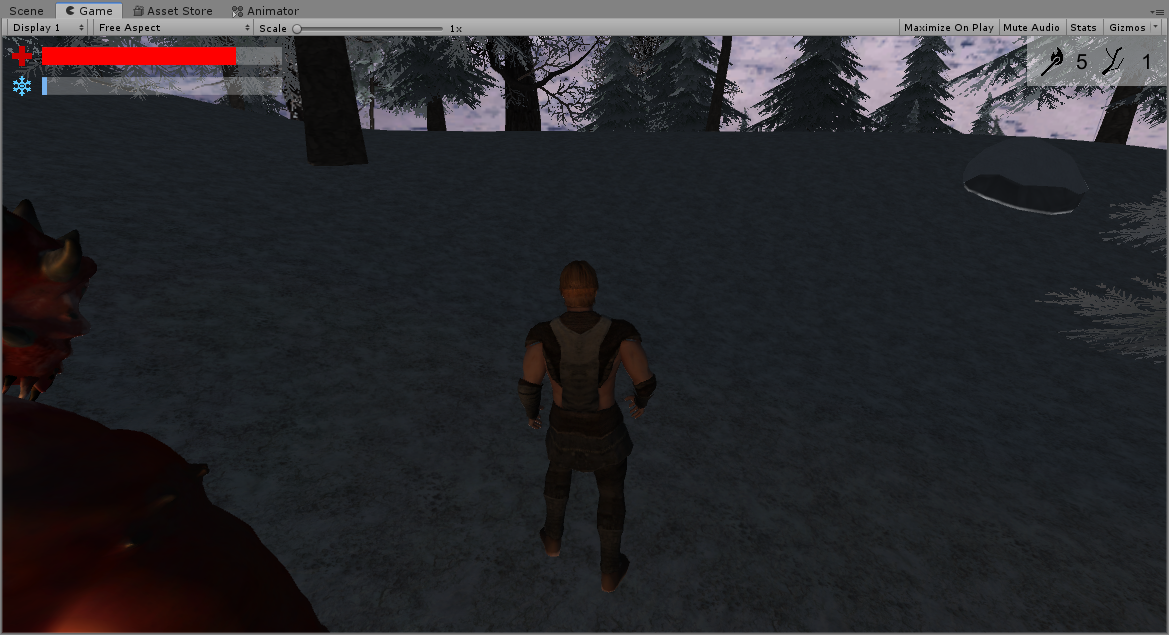 Scene Game Asset Store Animator
Display 1 Free Aspect Scale 1x Maximize On Play Mute Audio Stats Gizmos
5 1